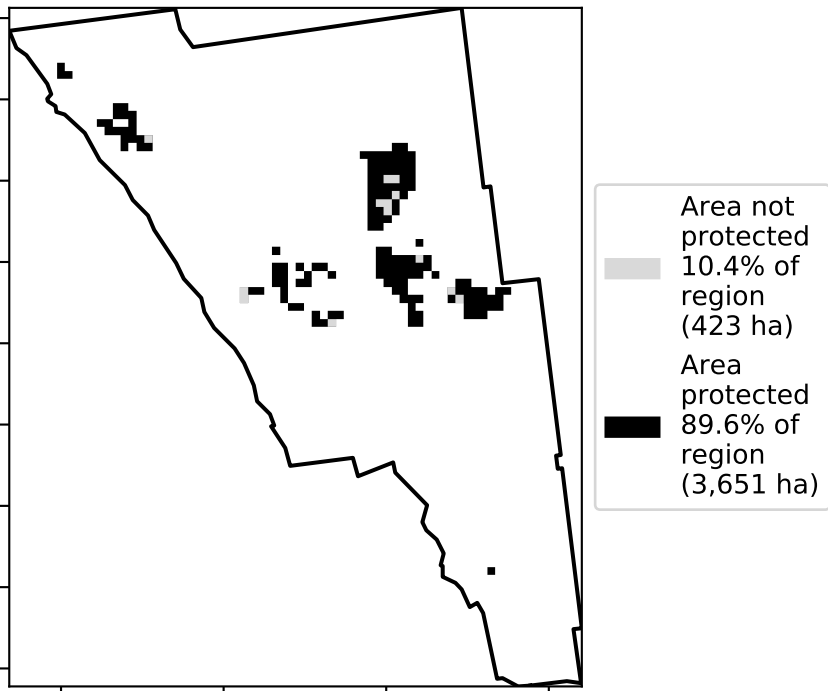 Area not
protected
10.4% of
region
(423 ha)
Area
protected
89.6% of
region
(3,651 ha)